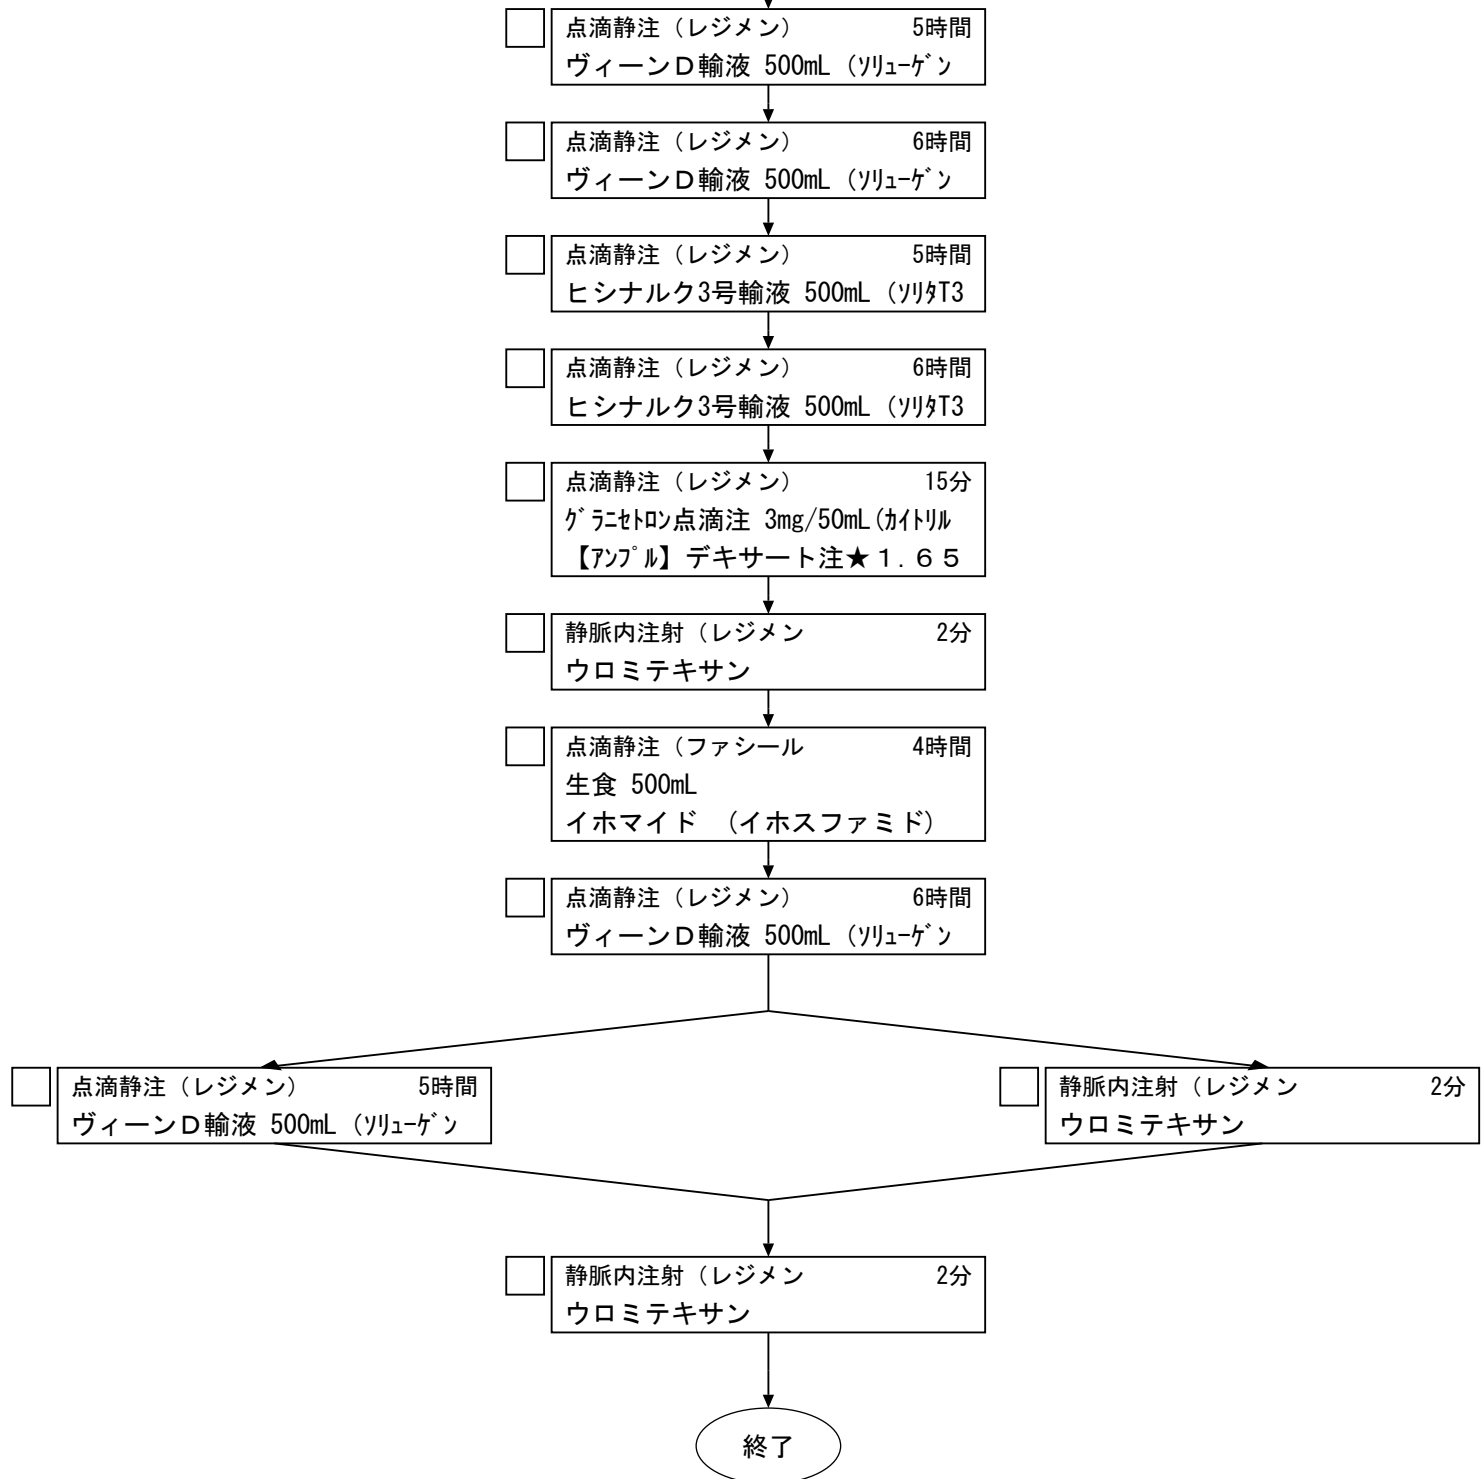 点滴静注（レジメン） 5時間
ヴィーンＤ輸液 500mL（ｿﾘｭｰｹﾞﾝ
点滴静注（レジメン） 6時間
ヴィーンＤ輸液 500mL（ｿﾘｭｰｹﾞﾝ
点滴静注（レジメン） 5時間
ヒシナルク3号輸液 500mL（ｿﾘﾀT3
点滴静注（レジメン） 6時間
ヒシナルク3号輸液 500mL（ｿﾘﾀT3
点滴静注（レジメン） 15分
ｸﾞﾗﾆｾﾄﾛﾝ点滴注 3mg/50mL(ｶｲﾄﾘﾙ
【ｱﾝﾌﾟﾙ】デキサート注★１.６５
静脈内注射（レジメン 2分
ウロミテキサン
点滴静注（ファシール 4時間
生食 500mL
イホマイド （イホスファミド）
点滴静注（レジメン） 6時間
ヴィーンＤ輸液 500mL（ｿﾘｭｰｹﾞﾝ
点滴静注（レジメン） 5時間
ヴィーンＤ輸液 500mL（ｿﾘｭｰｹﾞﾝ
静脈内注射（レジメン 2分
ウロミテキサン
静脈内注射（レジメン 2分
ウロミテキサン
終了